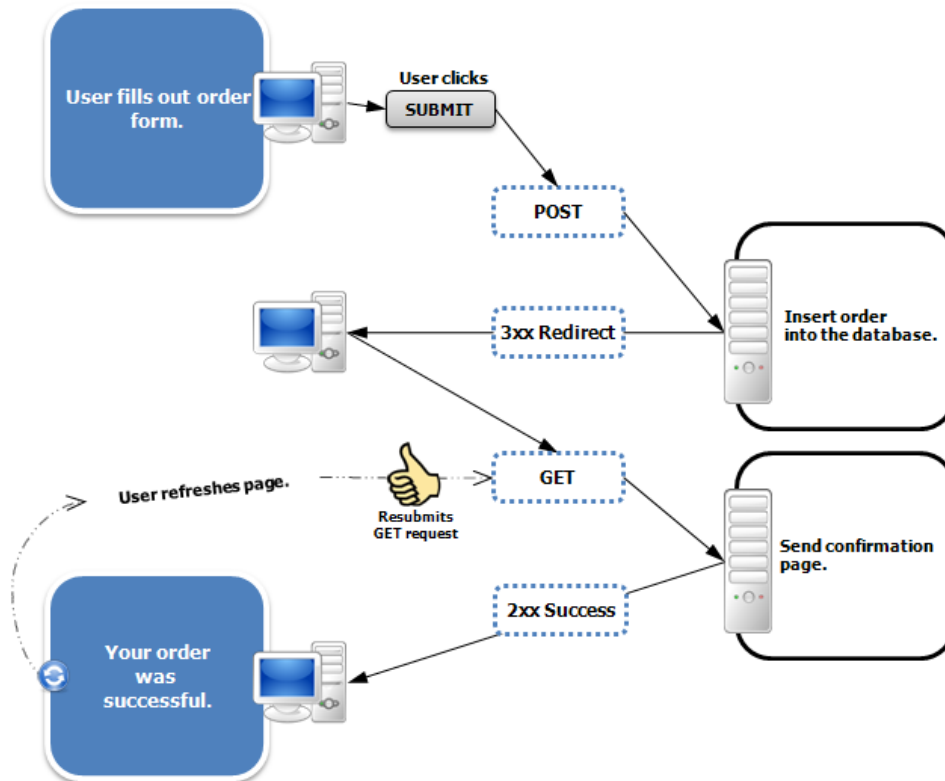 User fills out order
form.
User clicks
SUBMIT
POST
3xx Redirect
Insert order
into the database.
User refreshes page.
Resubmits
GET request
GET
Send confirmation
page.
2xx Success
Your order
was
successful.